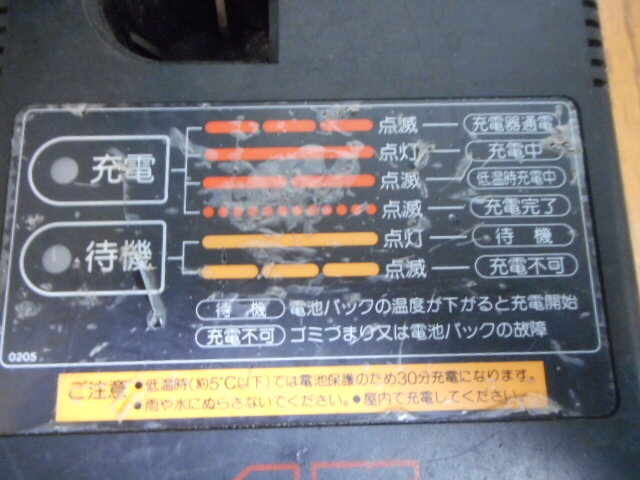 充電
点滅 充電器通電
点灯 充電中
点滅 低温時充電中
点滅 充電完了
待機
点灯 待機
点滅 充電不可
待機 電池パックの温度が下がると充電開始
充電不可 ゴミづまり又は電池パックの故障
0205
ご注意
●低温時(約5°C以下)では電池保護のため30分充電になります。
●雨や水にぬらさないでください。●屋内で充電してください。